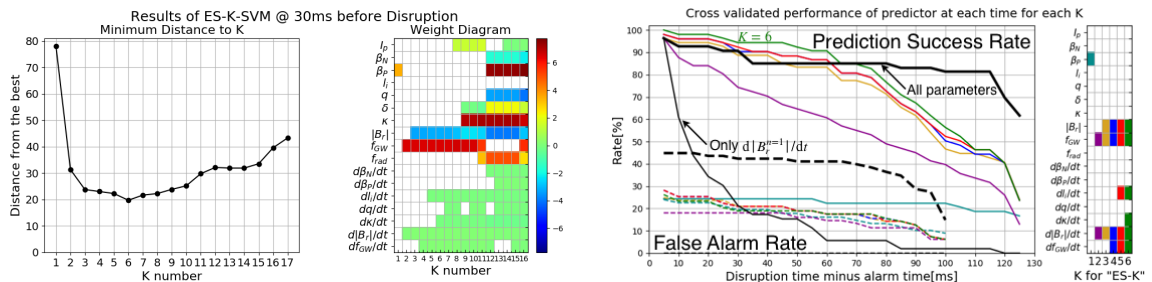 Results of ES-K-SVM @ 30ms before Disruption
Minimum Distance to K
Distance from the best
80
70
60
50
40
30
20
10
0
1 2 3 4 5 6 7 8 9 10 11 12 13 14 15 16 17
K number
Weight Diagram
I_p
β_N
β_P
l_i
q
δ
κ
|B_r|
f_GW
f_rad
dβ_N/dt
dβ_P/dt
dl_i/dt
dq/dt
dκ/dt
d|B_r|/dt
df_GW/dt
1 2 3 4 5 6 7 8 9 10 11 12 13 14 15 16
K number
6
4
2
0
−2
−4
−6
Cross validated performance of predictor at each time for each K
Rate[%]
100
90
80
70
60
50
40
30
20
10
0
K = 6
Prediction Success Rate
All parameters
Only d|B_r^{n=1}|/dt
False Alarm Rate
0 10 20 30 40 50 60 70 80 90 100 110 120 130
Disruption time minus alarm time[ms]
I_p
β_N
β_P
l_i
q
δ
κ
|B_r|
f_GW
f_rad
dβ_N/dt
dβ_P/dt
dl_i/dt
dq/dt
dκ/dt
d|B_r|/dt
df_GW/dt
123456
K for "ES-K"